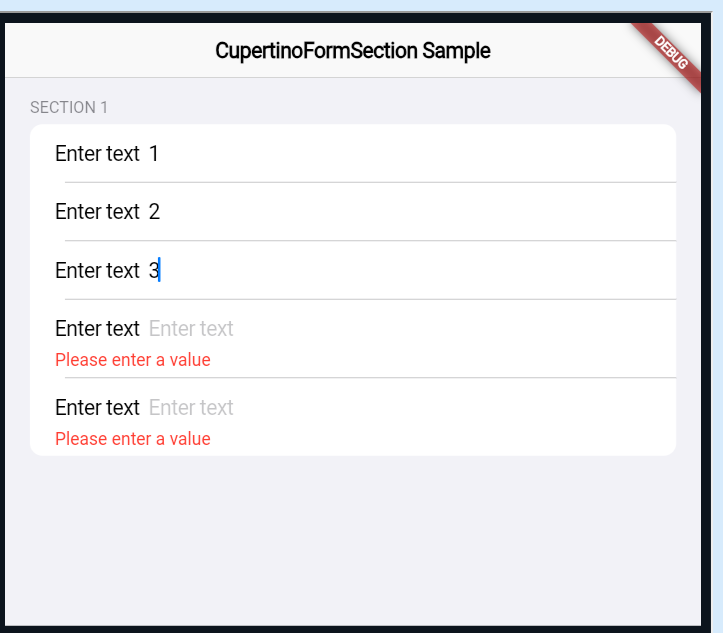 CupertinoFormSection Sample
DEBUG
SECTION 1
Enter text 1
Enter text 2
Enter text 3
Enter text Enter text
Please enter a value
Enter text Enter text
Please enter a value